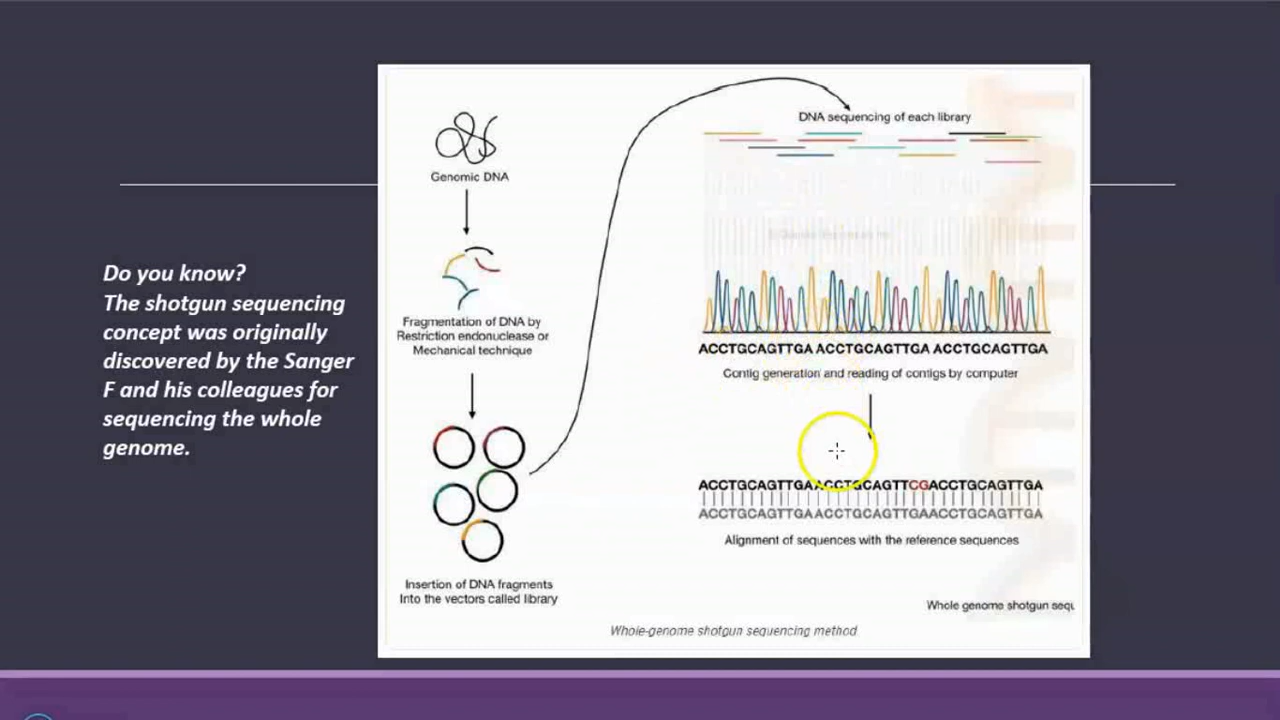 Do you know?
The shotgun sequencing
concept was originally
discovered by the Sanger
F and his colleagues for
sequencing the whole
genome.
Genomic DNA
Fragmentation of DNA by
Restriction endonuclease or
Mechanical technique
Insertion of DNA fragments
Into the vectors called library
DNA sequencing of each library
ACCTGCAGTTGA ACCTGCAGTTGA ACCTGCAGTTGA
Contig generation and reading of contigs by computer
ACCTGCAGTTGAACCTGCAGTTCGACCTGCAGTTGA
ACCTGCAGTTGAACCTGCAGTTGAACCTGCAGTTGA
Alignment of sequences with the reference sequences
Whole genome shotgun sequ
Whole-genome shotgun sequencing method